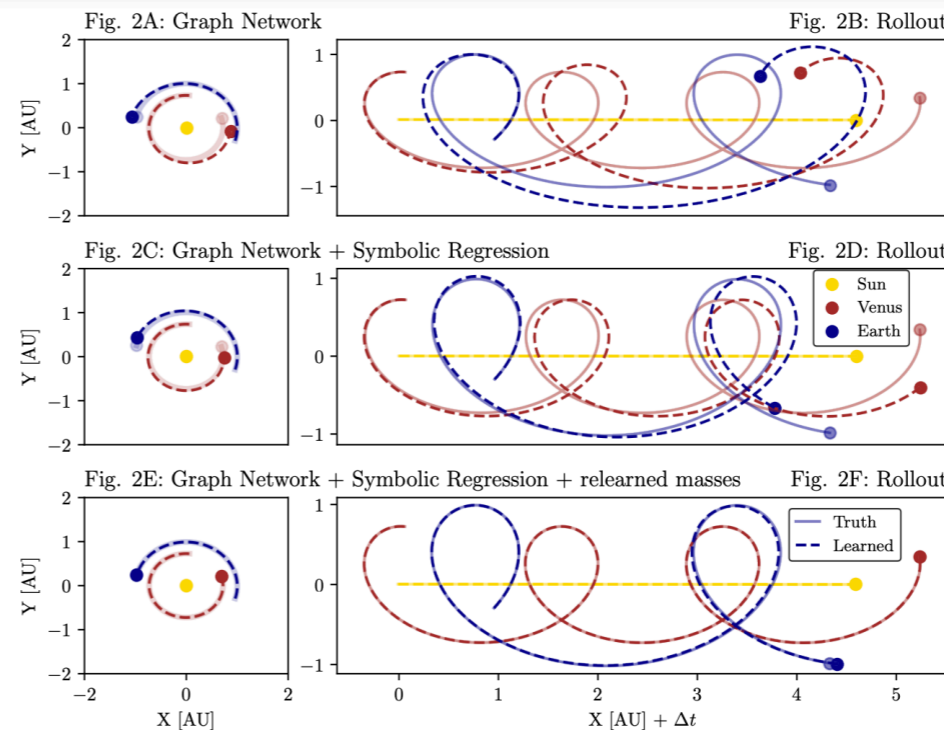 Fig. 2A: Graph Network
Fig. 2B: Rollout
2
1
0
−1
−2
Y [AU]
1
0
−1
Fig. 2C: Graph Network + Symbolic Regression
Fig. 2D: Rollout
2
1
0
−1
−2
Y [AU]
1
0
−1
Sun
Venus
Earth
Fig. 2E: Graph Network + Symbolic Regression + relearned masses
Fig. 2F: Rollout
2
1
0
−1
−2
Y [AU]
1
0
−1
Truth
Learned
−2 0 2
X [AU]
0 1 2 3 4 5
X [AU] + Δt